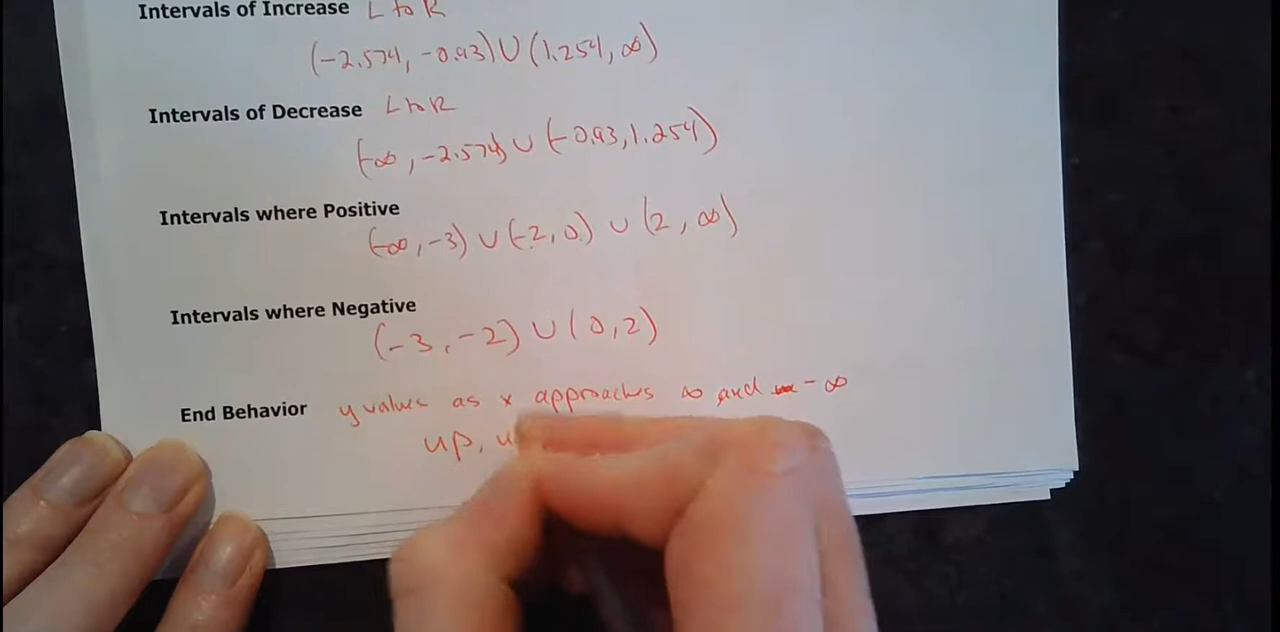 Intervals of Increase L to R
(-2.574, -0.93) ∪ (1.254, ∞)
Intervals of Decrease L to R
(-∞, -2.574) ∪ (-0.93, 1.254)
Intervals where Positive
(-∞, -3) ∪ (-2, 0) ∪ (2, ∞)
Intervals where Negative
(-3, -2) ∪ (0, 2)
End Behavior y values as x approaches ∞ and -∞
up, u